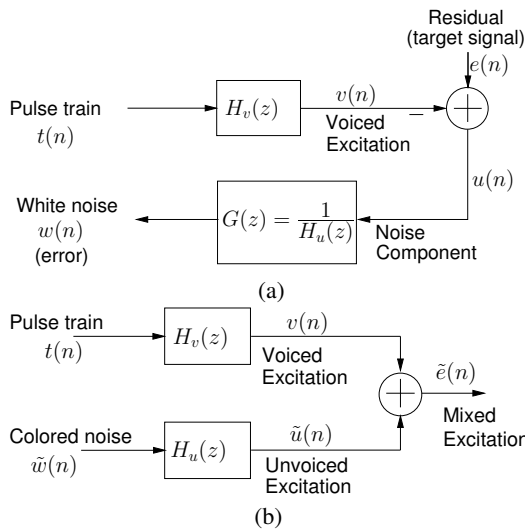 Residual
(target signal)
e(n)
Pulse train
t(n)
H_v(z)
v(n)
Voiced
Excitation
−
+
u(n)
White noise
w(n)
(error)
G(z) = 1/H_u(z)
Noise
Component
(a)
Pulse train
t(n)
H_v(z)
v(n)
Voiced
Excitation
+
ẽ(n)
Mixed
Excitation
Colored noise
w̃(n)
H_u(z)
ũ(n)
Unvoiced
Excitation
(b)